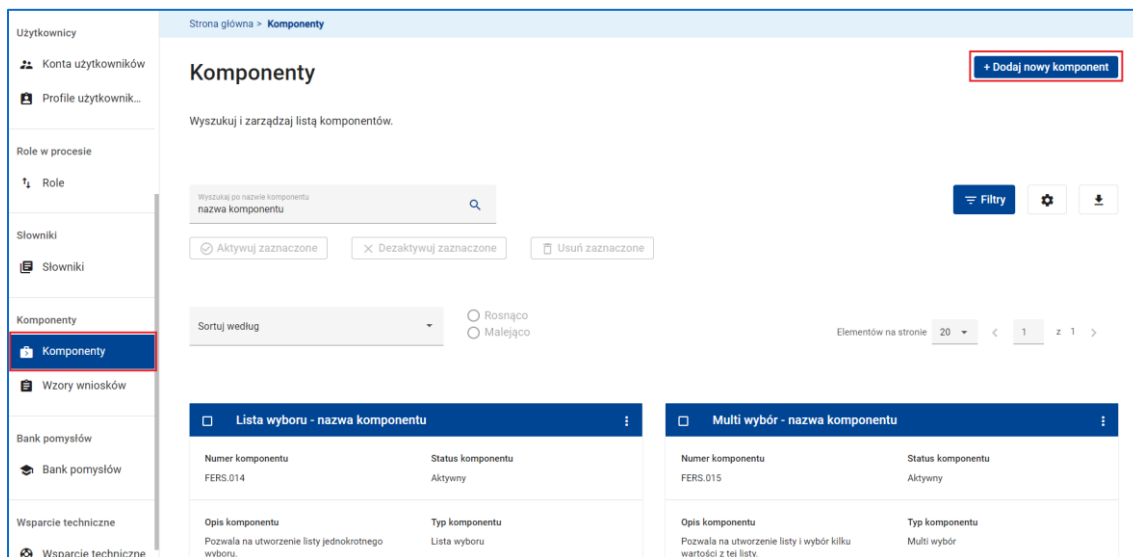 Użytkownicy
Konta użytkowników
Profile użytkownik...
Role w procesie
Role
Słowniki
Słowniki
Komponenty
Komponenty
Wzory wniosków
Bank pomysłów
Bank pomysłów
Wsparcie techniczne
Wsparcie techniczne
Strona główna > Komponenty
Komponenty
+ Dodaj nowy komponent
Wyszukuj i zarządzaj listą komponentów.
Wyszukaj po nazwie komponentu
nazwa komponentu
Filtry
Aktywuj zaznaczone
Dezaktywuj zaznaczone
Usuń zaznaczone
Sortuj według
Rosnąco
Malejąco
Elementów na stronie 20 < 1 z 1 >
Lista wyboru - nazwa komponentu
Numer komponentu Status komponentu
FERS.014 Aktywny
Opis komponentu Typ komponentu
Pozwala na utworzenie listy jednokrotnego Lista wyboru
wyboru.
Multi wybór - nazwa komponentu
Numer komponentu Status komponentu
FERS.015 Aktywny
Opis komponentu Typ komponentu
Pozwala na utworzenie listy i wybór kilku Multi wybór
wartości z tej listy.